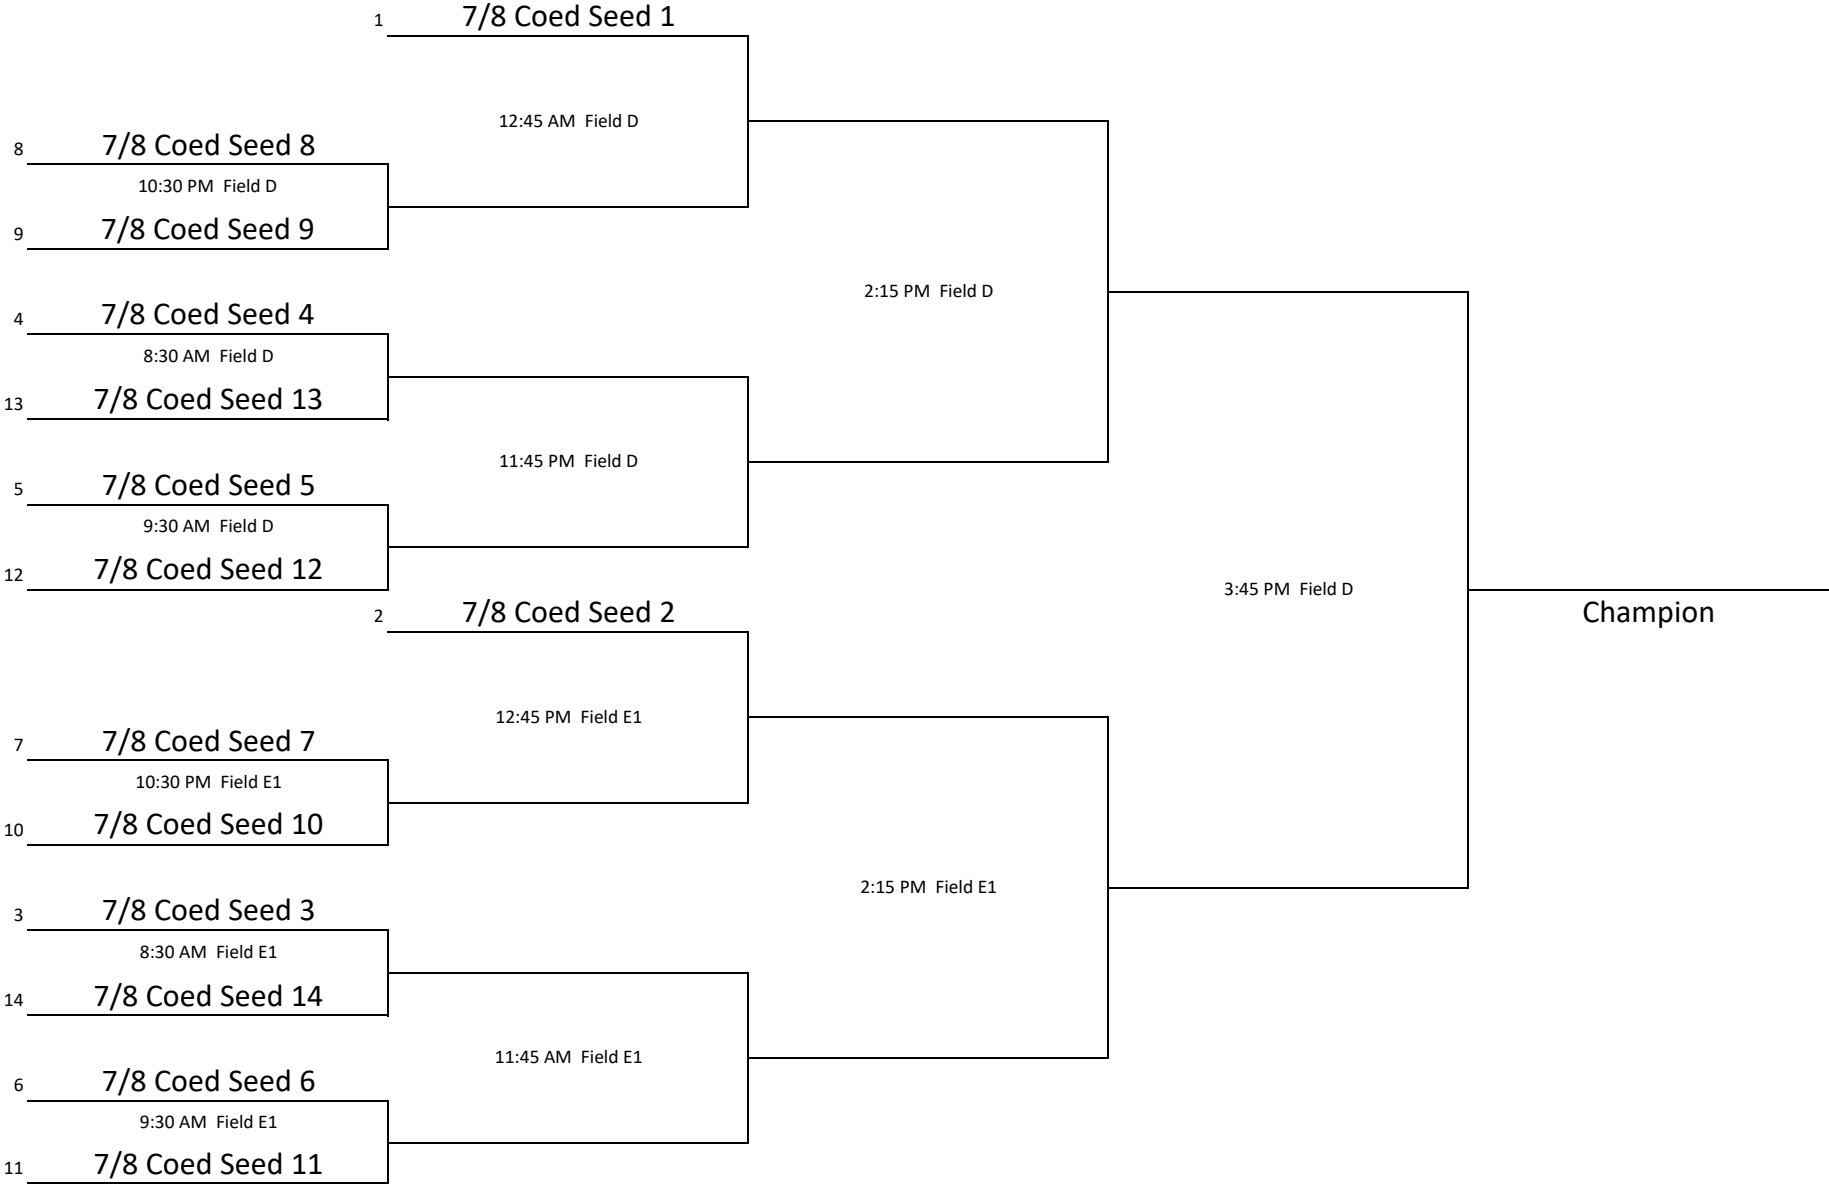 1 7/8 Coed Seed 1
12:45 AM Field D
8 7/8 Coed Seed 8
10:30 PM Field D
9 7/8 Coed Seed 9
2:15 PM Field D
4 7/8 Coed Seed 4
8:30 AM Field D
13 7/8 Coed Seed 13
11:45 PM Field D
5 7/8 Coed Seed 5
9:30 AM Field D
12 7/8 Coed Seed 12
3:45 PM Field D
Champion
2 7/8 Coed Seed 2
12:45 PM Field E1
7 7/8 Coed Seed 7
10:30 PM Field E1
10 7/8 Coed Seed 10
2:15 PM Field E1
3 7/8 Coed Seed 3
8:30 AM Field E1
14 7/8 Coed Seed 14
11:45 AM Field E1
6 7/8 Coed Seed 6
9:30 AM Field E1
11 7/8 Coed Seed 11